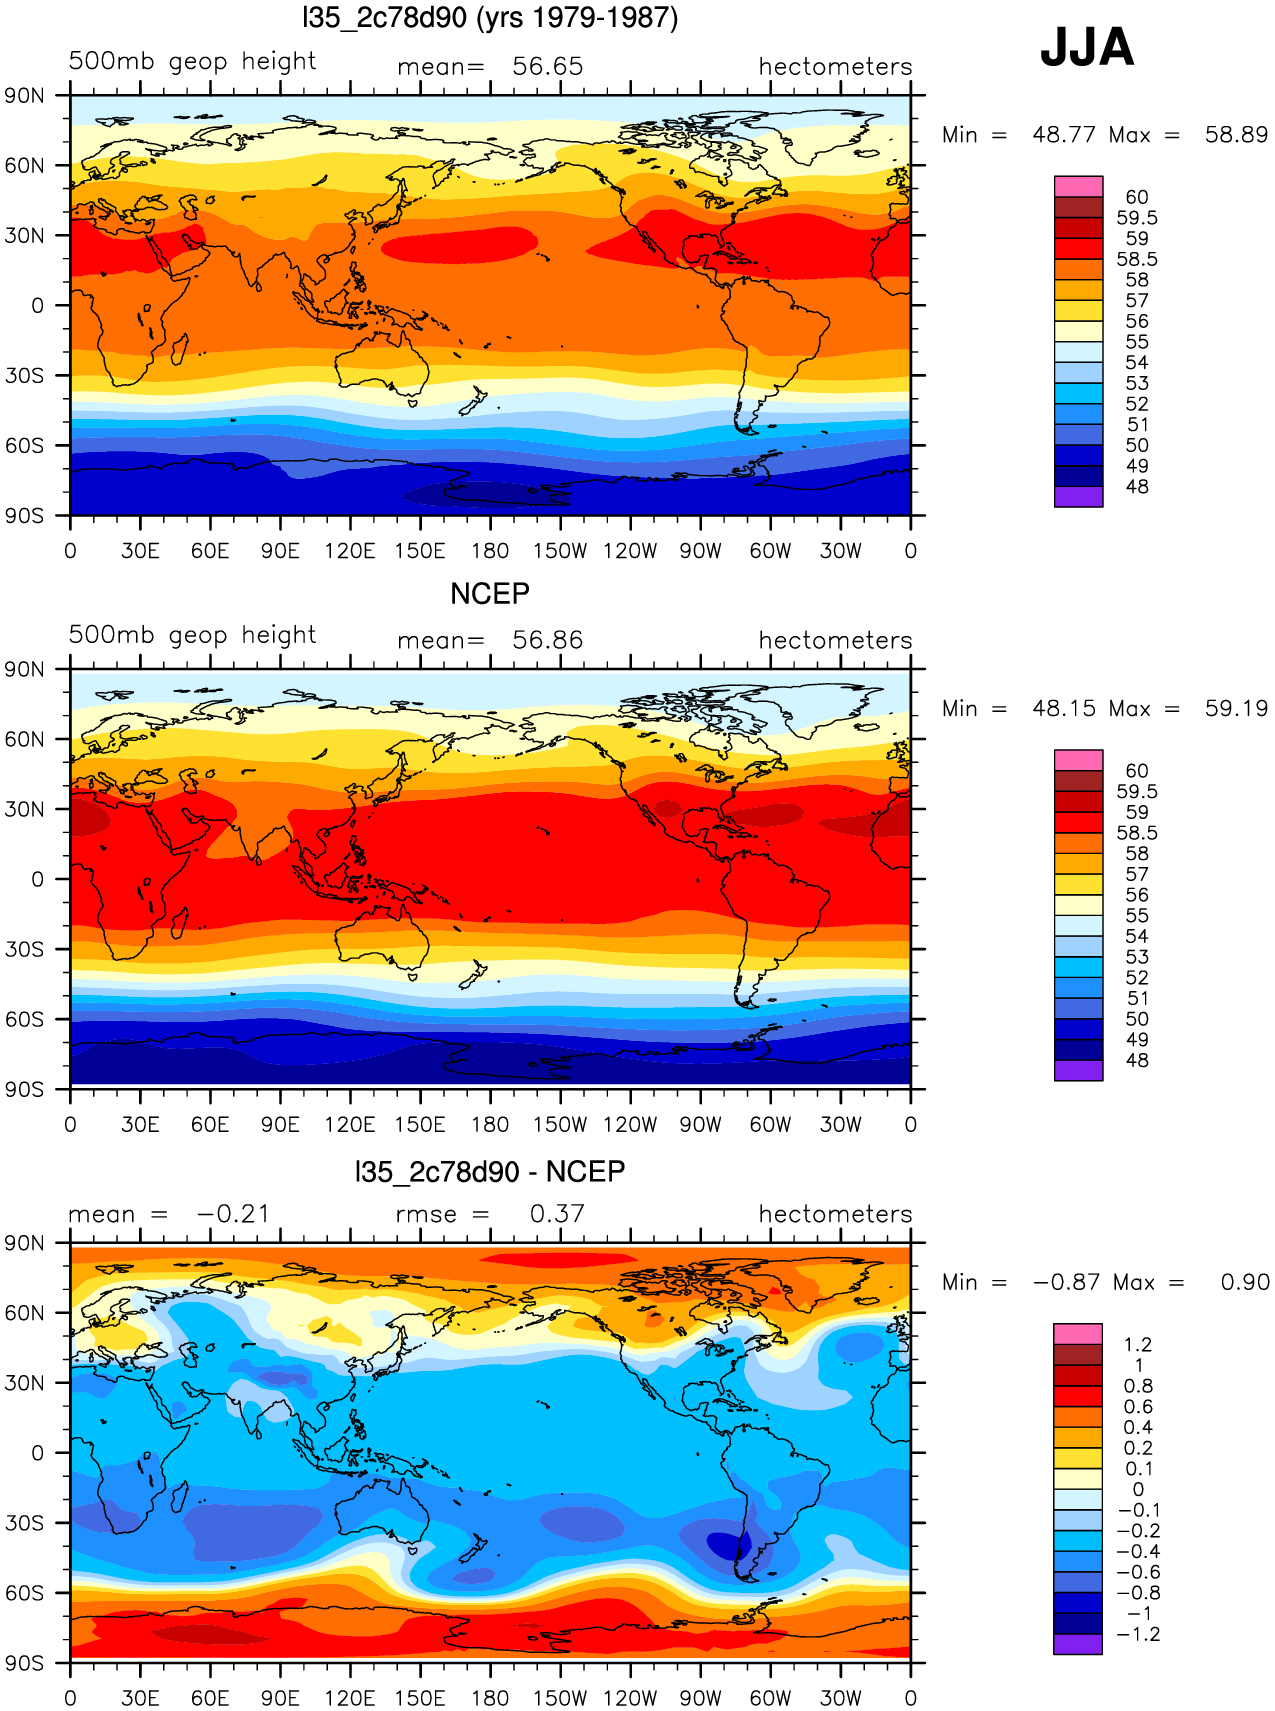 l35_2c78d90 (yrs 1979-1987)
JJA
500mb geop height mean= 56.65 hectometers
Min = 48.77 Max = 58.89
90N
60N
30N
0
30S
60S
90S
0 30E 60E 90E 120E 150E 180 150W 120W 90W 60W 30W 0
60
59.5
59
58.5
58
57
56
55
54
53
52
51
50
49
48
NCEP
500mb geop height mean= 56.86 hectometers
Min = 48.15 Max = 59.19
90N
60N
30N
0
30S
60S
90S
0 30E 60E 90E 120E 150E 180 150W 120W 90W 60W 30W 0
60
59.5
59
58.5
58
57
56
55
54
53
52
51
50
49
48
l35_2c78d90 - NCEP
mean = −0.21 rmse = 0.37 hectometers
Min = −0.87 Max = 0.90
90N
60N
30N
0
30S
60S
90S
0 30E 60E 90E 120E 150E 180 150W 120W 90W 60W 30W 0
1.2
1
0.8
0.6
0.4
0.2
0.1
0
−0.1
−0.2
−0.4
−0.6
−0.8
−1
−1.2